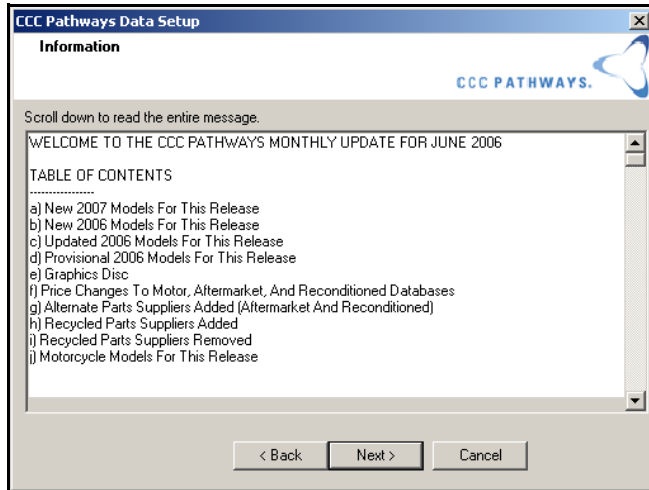 CCC Pathways Data Setup
Information
CCC PATHWAYS.
Scroll down to read the entire message.
WELCOME TO THE CCC PATHWAYS MONTHLY UPDATE FOR JUNE 2006
TABLE OF CONTENTS
----------------
a) New 2007 Models For This Release
b) New 2006 Models For This Release
c) Updated 2006 Models For This Release
d) Provisional 2006 Models For This Release
e) Graphics Disc
f) Price Changes To Motor, Aftermarket, And Reconditioned Databases
g) Alternate Parts Suppliers Added (Aftermarket And Reconditioned)
h) Recycled Parts Suppliers Added
i) Recycled Parts Suppliers Removed
j) Motorcycle Models For This Release
< Back Next > Cancel